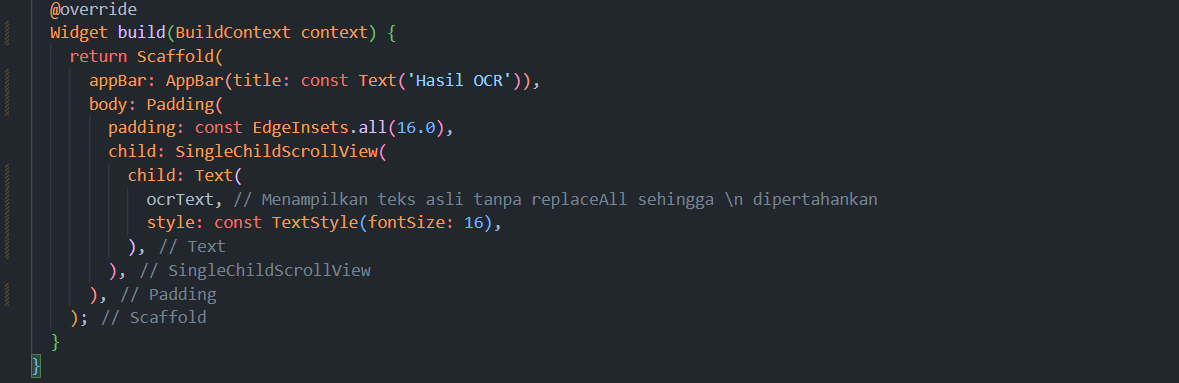 @override
Widget build(BuildContext context) {
return Scaffold(
appBar: AppBar(title: const Text('Hasil OCR')),
body: Padding(
padding: const EdgeInsets.all(16.0),
child: SingleChildScrollView(
child: Text(
ocrText, // Menampilkan teks asli tanpa replaceAll sehingga \n dipertahankan
style: const TextStyle(fontSize: 16),
), // Text
), // SingleChildScrollView
), // Padding
); // Scaffold
}
}